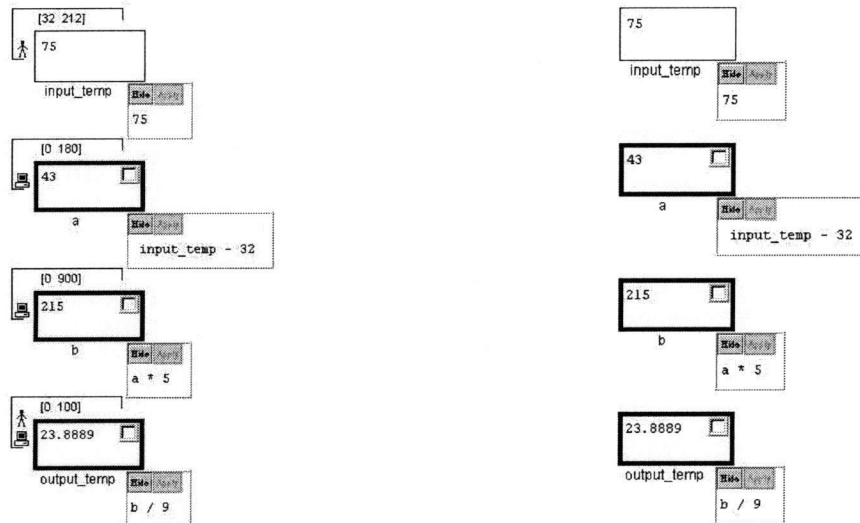 [32 212]
75
input_temp
Hide Apply
75
[0 180]
43
a
Hide Apply
input_temp - 32
[0 900]
215
b
Hide Apply
a * 5
[0 100]
23.8889
output_temp
Hide Apply
b / 9
75
input_temp
Hide Apply
75
43
a
Hide Apply
input_temp - 32
215
b
Hide Apply
a * 5
23.8889
output_temp
Hide Apply
b / 9